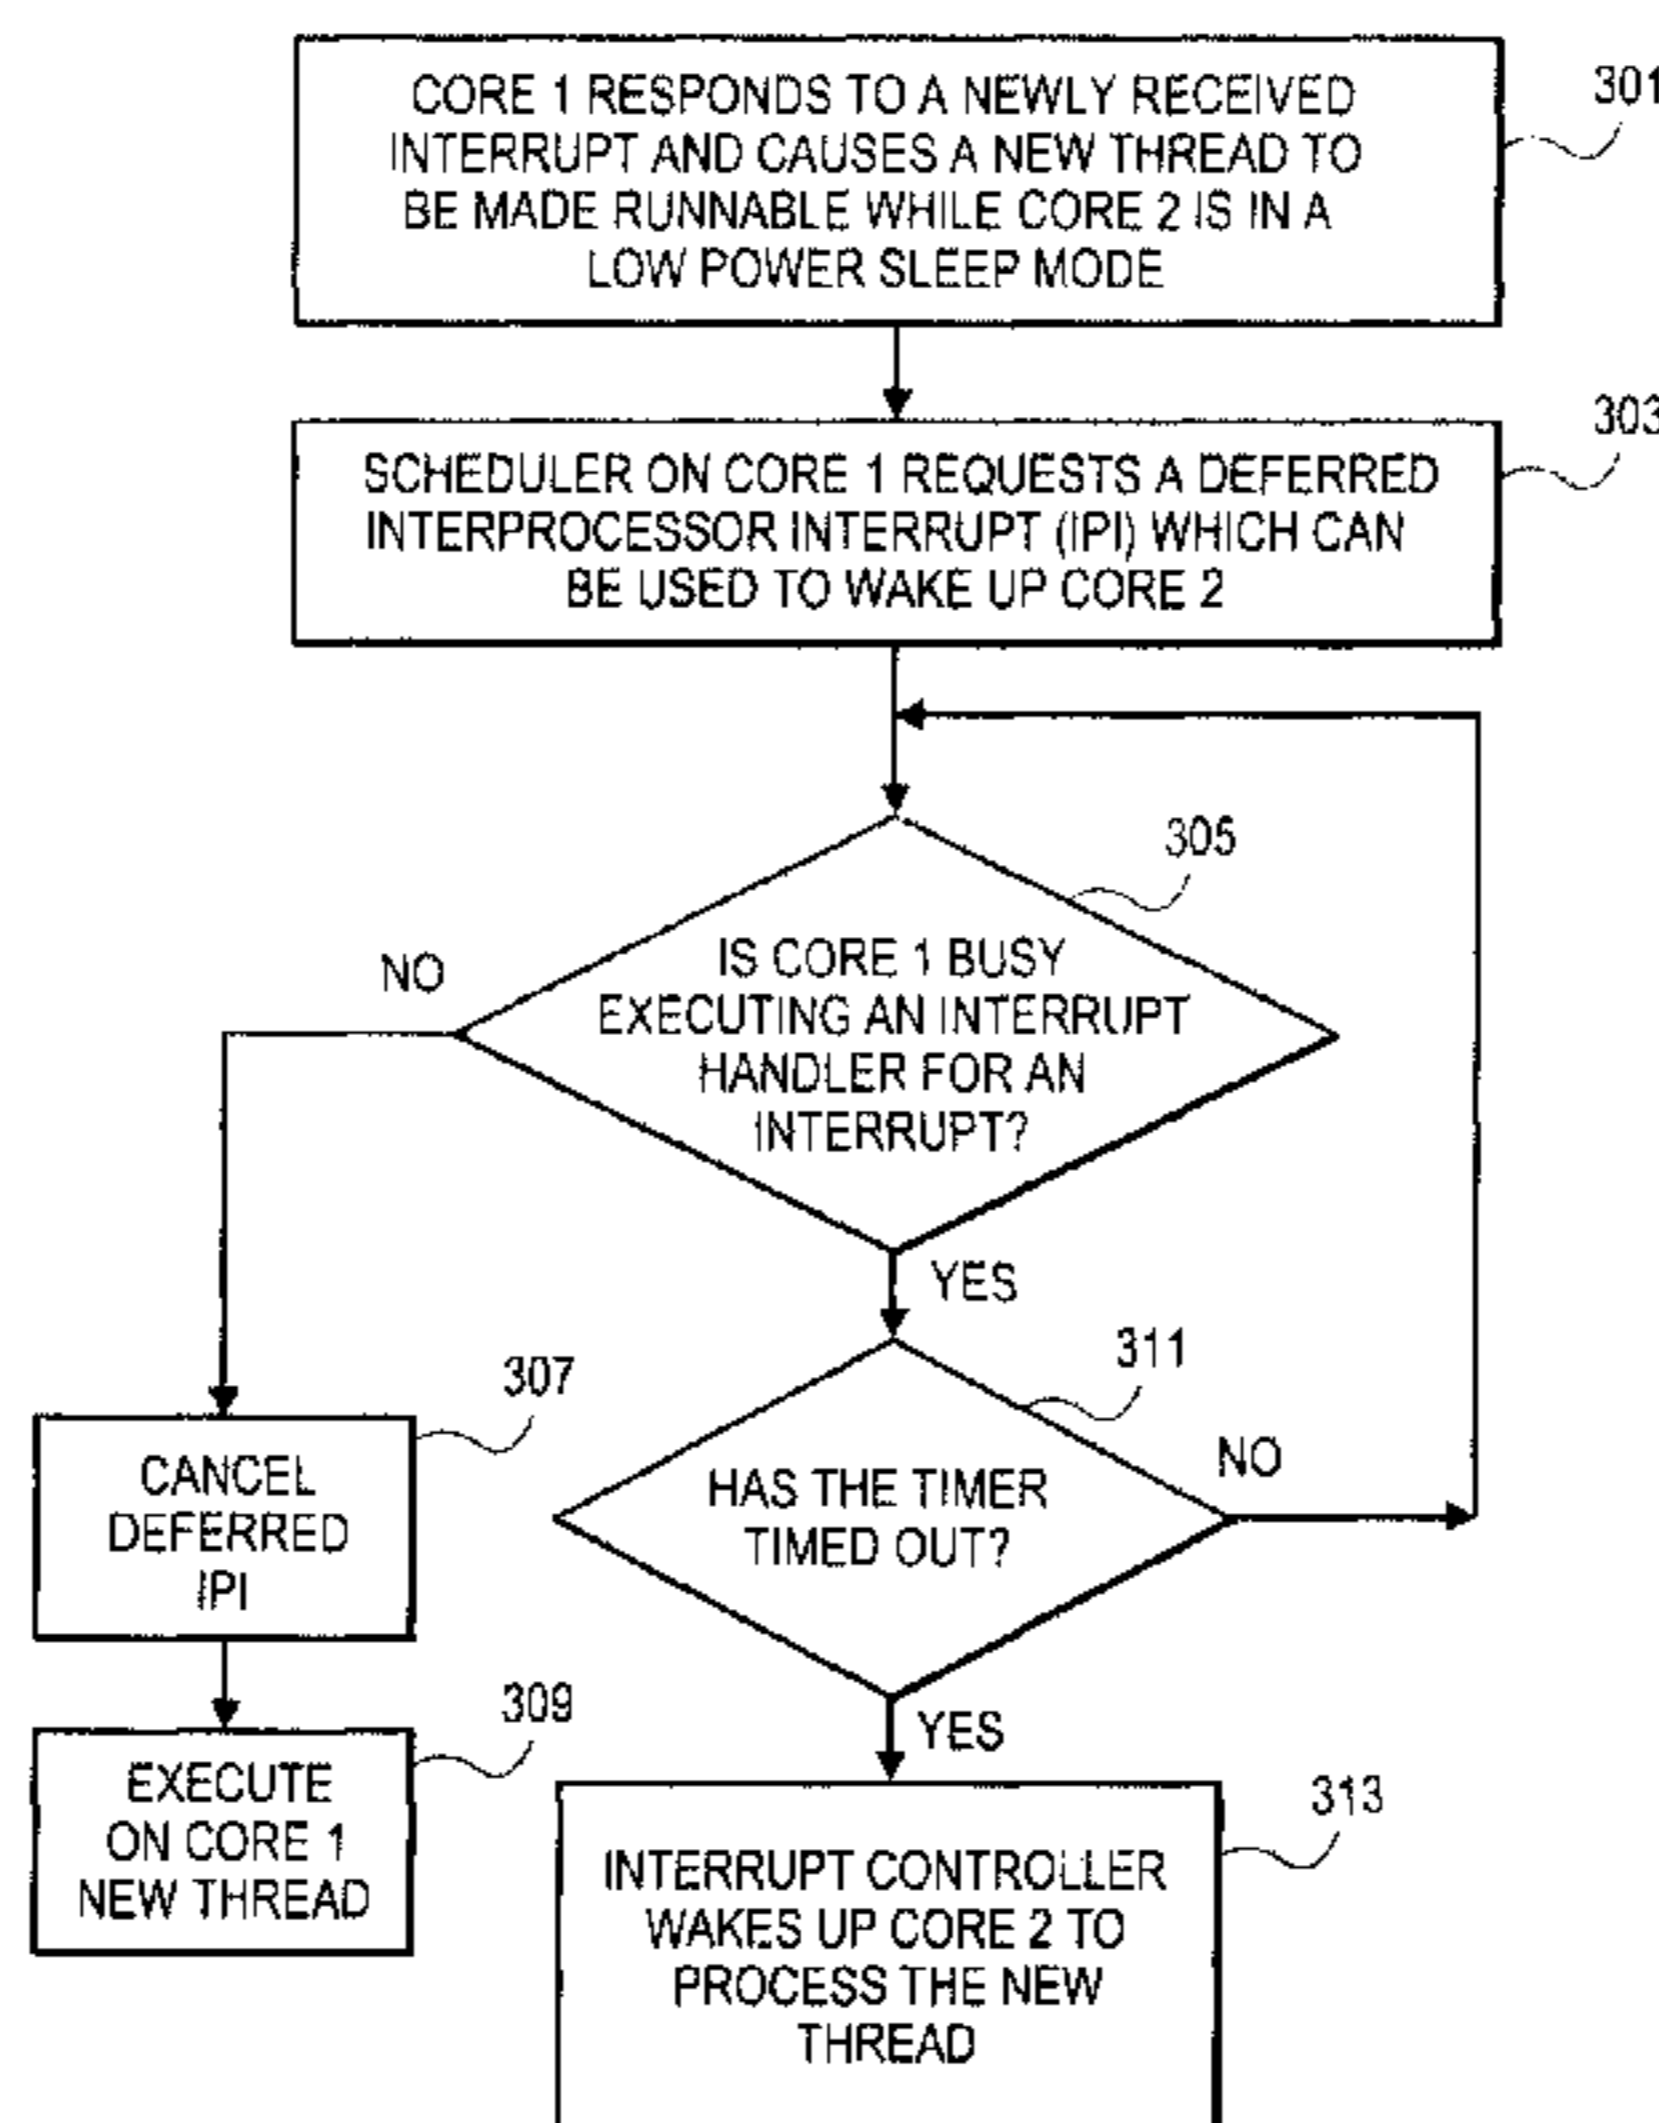 CORE 1 RESPONDS TO A NEWLY RECEIVED
INTERRUPT AND CAUSES A NEW THREAD TO
BE MADE RUNNABLE WHILE CORE 2 IS IN A
LOW POWER SLEEP MODE
301
SCHEDULER ON CORE 1 REQUESTS A DEFERRED
INTERPROCESSOR INTERRUPT (IPI) WHICH CAN
BE USED TO WAKE UP CORE 2
303
305
IS CORE 1 BUSY
EXECUTING AN INTERRUPT
HANDLER FOR AN
INTERRUPT?
NO
YES
307
CANCEL
DEFERRED
IPI
311
HAS THE TIMER
TIMED OUT?
NO
YES
309
EXECUTE
ON CORE 1
NEW THREAD
313
INTERRUPT CONTROLLER
WAKES UP CORE 2 TO
PROCESS THE NEW
THREAD